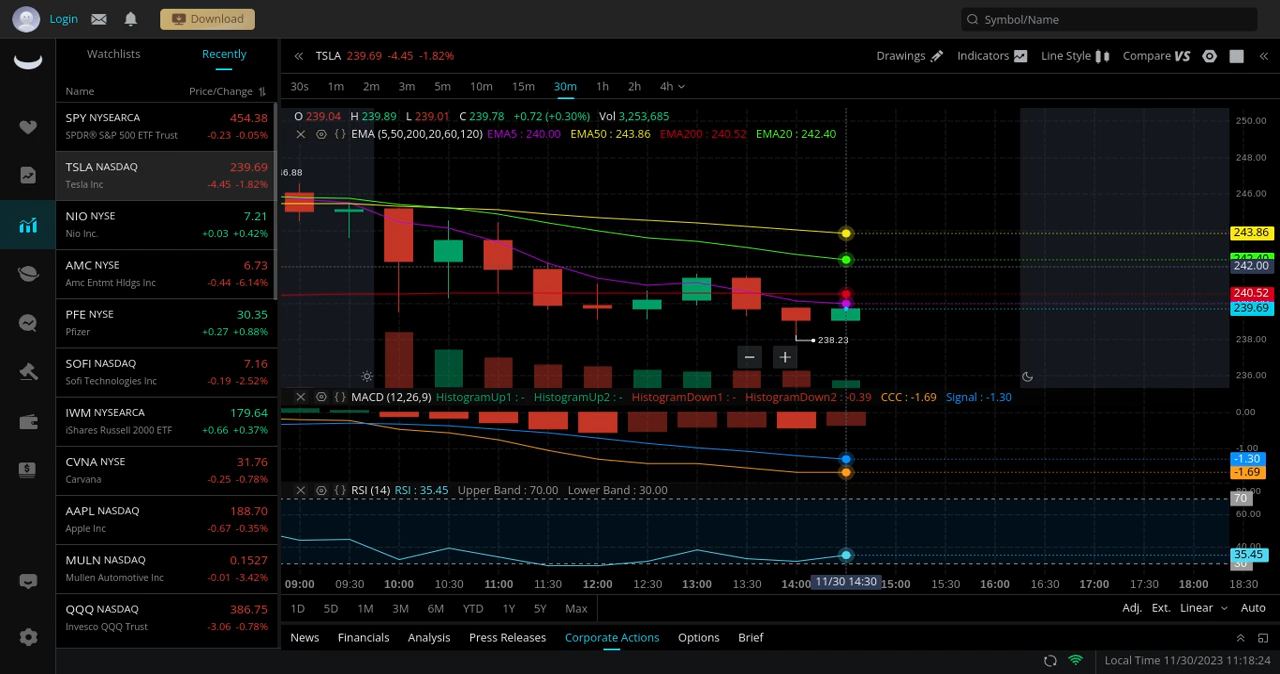 Login
Download
Symbol/Name
Watchlists
Recently
Name
Price/Change
SPY NYSEARCA 454.38
SPDR® S&P 500 ETF Trust -0.23 -0.05%
TSLA NASDAQ 239.69
Tesla Inc -4.45 -1.82%
NIO NYSE 7.21
Nio Inc. +0.03 +0.42%
AMC NYSE 6.73
Amc Entmt Hldgs Inc -0.44 -6.14%
PFE NYSE 30.35
Pfizer +0.27 +0.88%
SOFI NASDAQ 7.16
Sofi Technologies Inc -0.19 -2.52%
IWM NYSEARCA 179.64
iShares Russell 2000 ETF +0.66 +0.37%
CVNA NYSE 31.76
Carvana -0.25 -0.78%
AAPL NASDAQ 188.70
Apple Inc -0.67 -0.35%
MULN NASDAQ 0.1527
Mullen Automotive Inc -0.01 -3.42%
QQQ NASDAQ 386.75
Invesco QQQ Trust -3.06 -0.78%
TSLA 239.69 -4.45 -1.82%
Drawings Indicators Line Style Compare VS
30s 1m 2m 3m 5m 10m 15m 30m 1h 2h 4h
O 239.04 H 239.89 L 239.01 C 239.78 +0.72 (+0.30%) Vol 3,253,685
{} EMA (5,50,200,20,60,120) EMA5 : 240.00 EMA50 : 243.86 EMA200 : 240.52 EMA20 : 242.40
46.88
238.23
250.00
248.00
246.00
243.86
242.40
242.00
240.52
239.69
238.00
236.00
{} MACD (12,26,9) HistogramUp1 : - HistogramUp2 : - HistogramDown1 : - HistogramDown2 : -0.39 CCC : -1.69 Signal : -1.30
0.00
-1.00
-1.30
-1.69
{} RSI (14) RSI : 35.45 Upper Band : 70.00 Lower Band : 30.00
80.00
70
60.00
40.00
35.45
30
09:00 09:30 10:00 10:30 11:00 11:30 12:00 12:30 13:00 13:30 14:00 11/30 14:30 15:00 15:30 16:00 16:30 17:00 17:30 18:00 18:30
1D 5D 1M 3M 6M YTD 1Y 5Y Max
Adj. Ext. Linear Auto
News Financials Analysis Press Releases Corporate Actions Options Brief
Local Time 11/30/2023 11:18:24